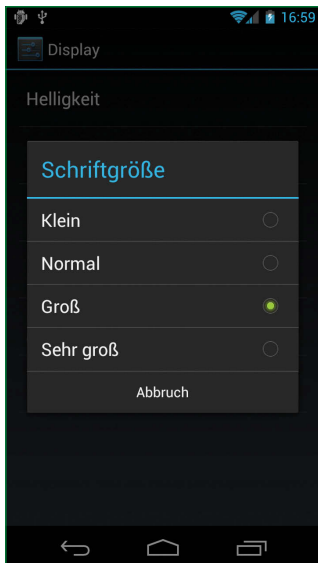 16:59
Display
Helligkeit
Schriftgröße
Klein
Normal
Groß
Sehr groß
Abbruch